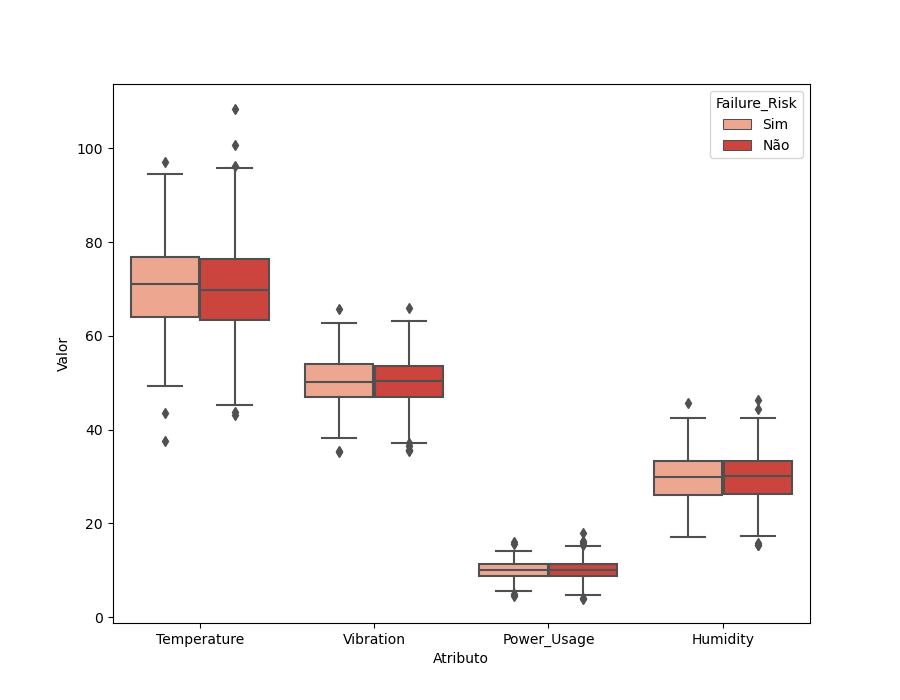 Failure_Risk
Sim
Não
Valor
100
80
60
40
20
0
Temperature
Vibration
Power_Usage
Humidity
Atributo